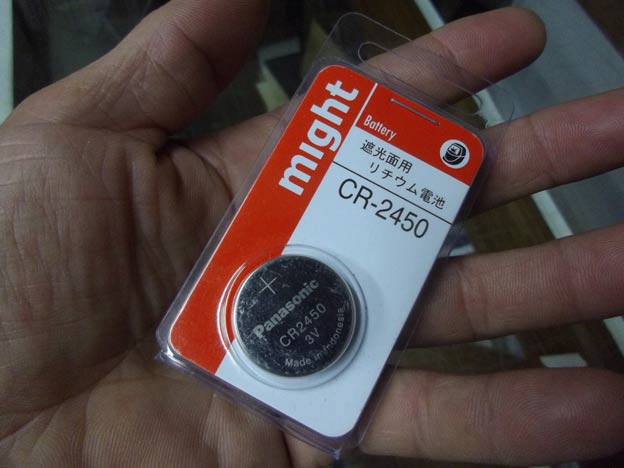 might
Battery
遮光面用
リチウム電池
CR-2450
+
Panasonic
CR2450
3V
Made in Indonesia